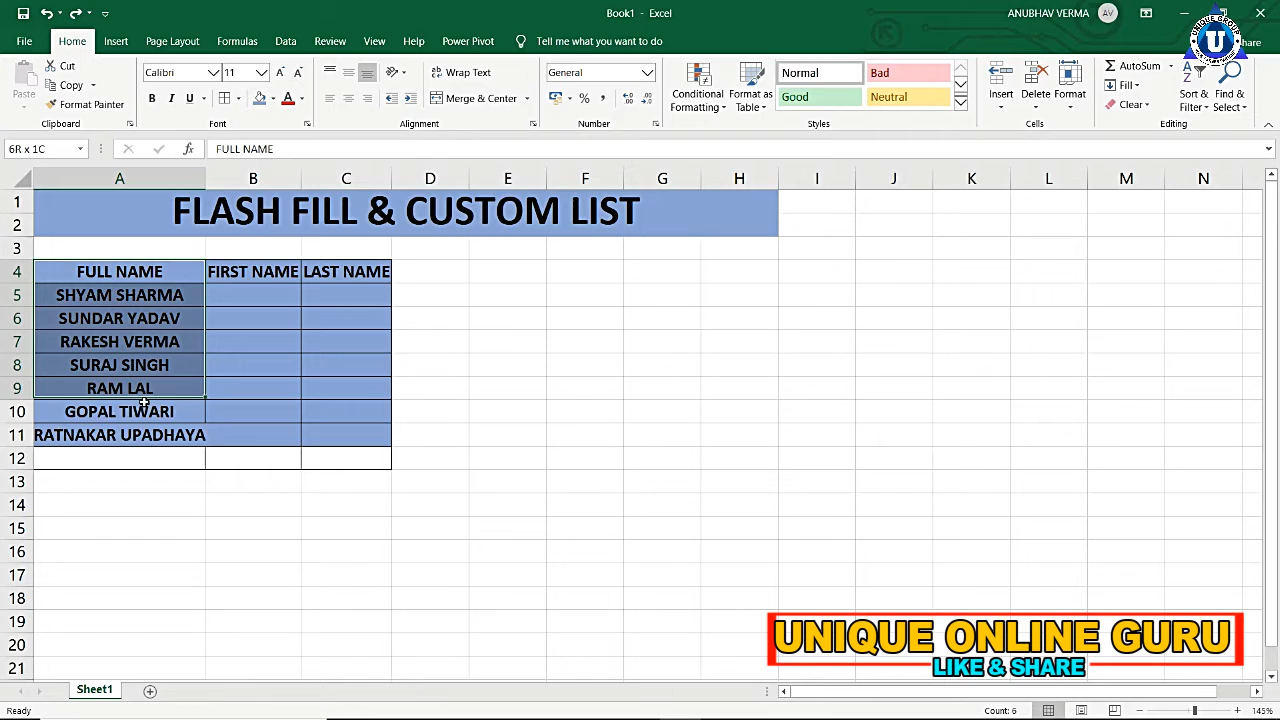 Book1 - Excel
ANUBHAV VERMA AV
File Home Insert Page Layout Formulas Data Review View Help Power Pivot Tell me what you want to do Share
Paste
Cut
Copy
Format Painter
Clipboard
Calibri 11 A A
B I U A
Font
Wrap Text
Merge & Center
Alignment
General
%
Number
Conditional Formatting
Format as Table
Normal Bad
Good Neutral
Styles
Insert Delete Format
Cells
AutoSum
Fill
Clear
Sort & Filter
Find & Select
Editing
UNIQUE GROUP
U
6R x 1C fx FULL NAME
A B C D E F G H I J K L M N
1
2
FLASH FILL & CUSTOM LIST
3
4 FULL NAME FIRST NAME LAST NAME
5 SHYAM SHARMA
6 SUNDAR YADAV
7 RAKESH VERMA
8 SURAJ SINGH
9 RAM LAL
10 GOPAL TIWARI
11 RATNAKAR UPADHAYA
12
13
14
15
16
17
18
19
20
21
UNIQUE ONLINE GURU
LIKE & SHARE
Sheet1
Ready Count: 6 145%